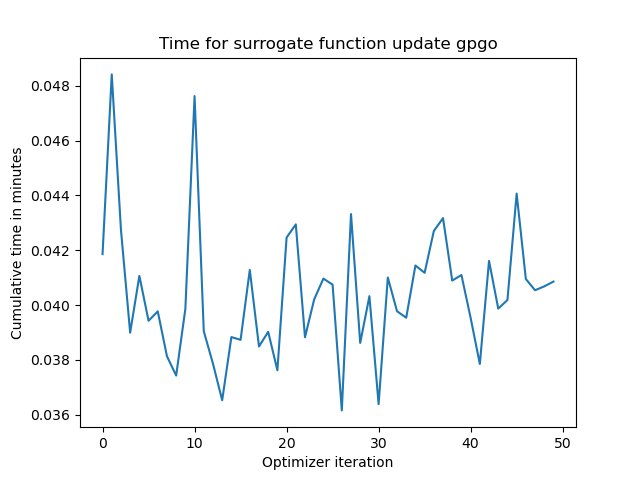 Time for surrogate function update gpgo
Cumulative time in minutes
0.048
0.046
0.044
0.042
0.040
0.038
0.036
0 10 20 30 40 50
Optimizer iteration